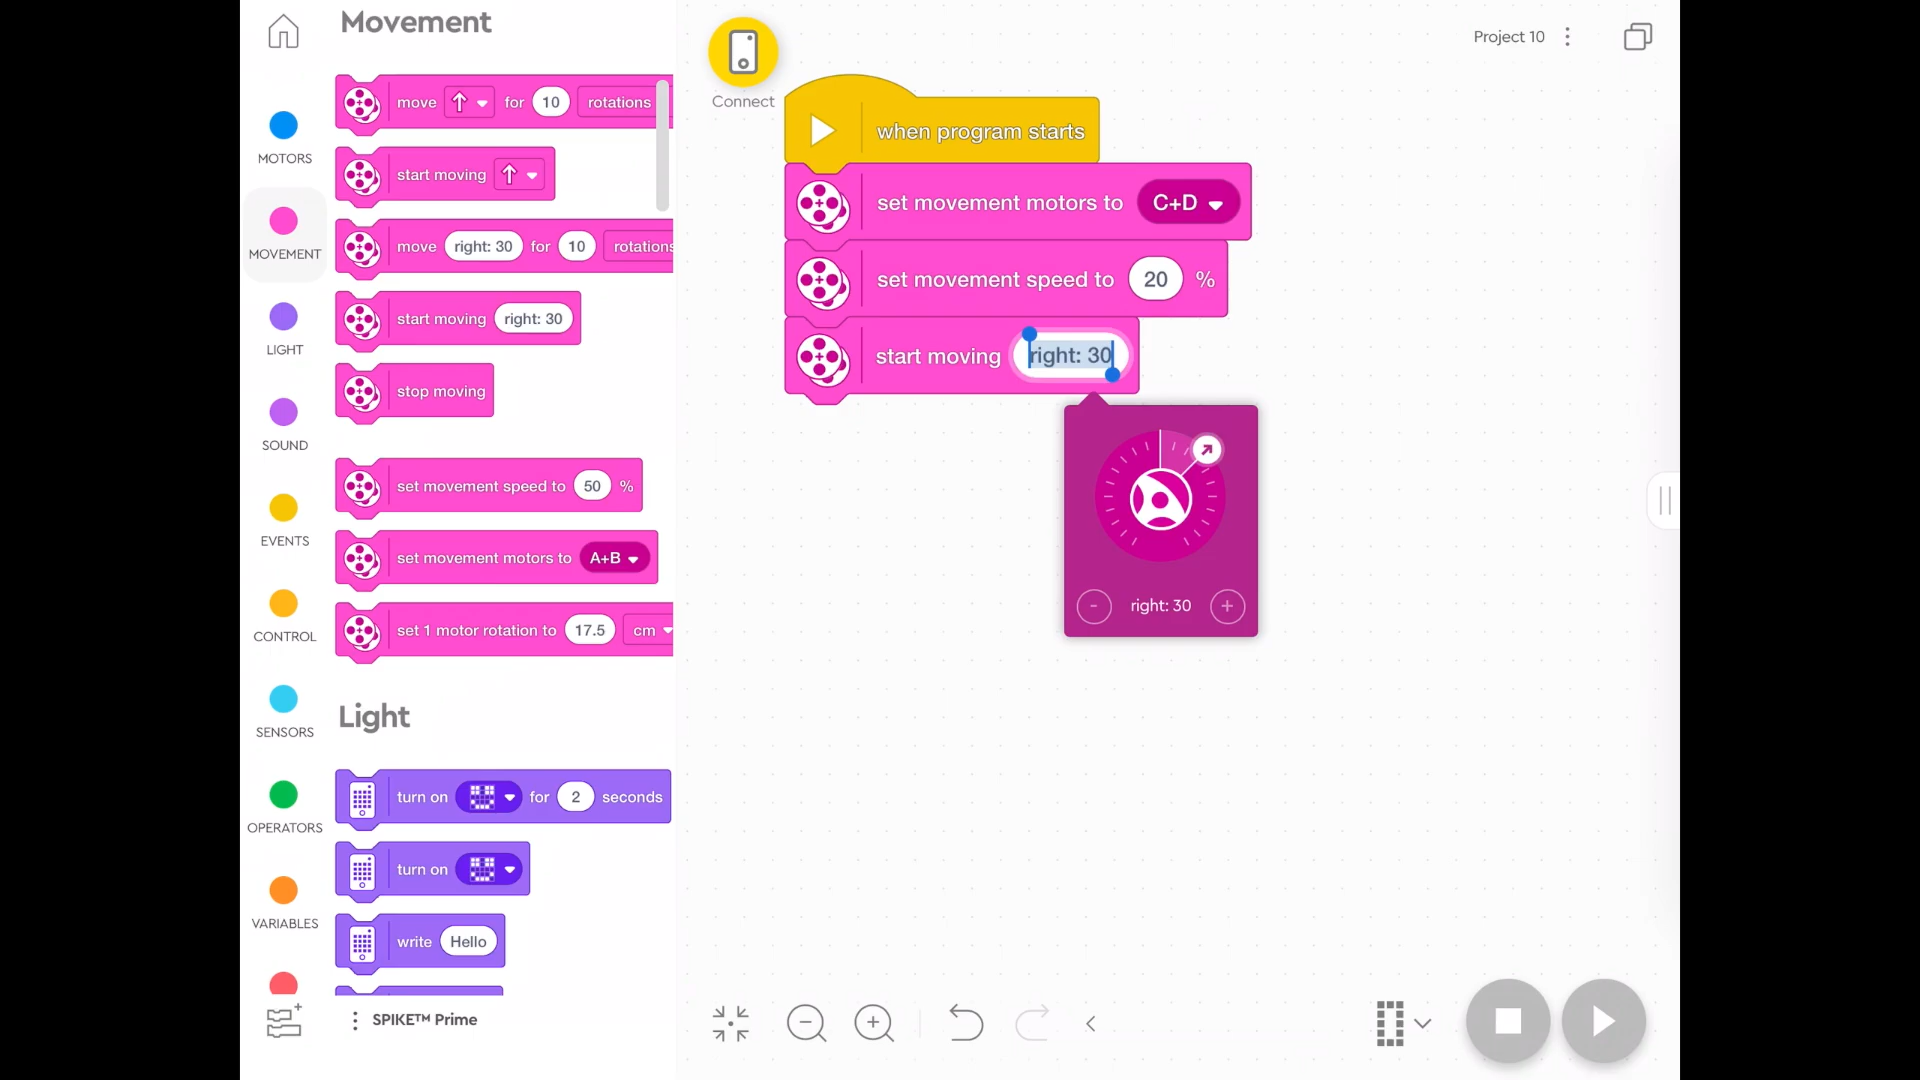 Movement
MOTORS
MOVEMENT
LIGHT
SOUND
EVENTS
CONTROL
SENSORS
OPERATORS
VARIABLES
move for 10 rotations
start moving
move right: 30 for 10 rotations
start moving right: 30
stop moving
set movement speed to 50 %
set movement motors to A+B
set 1 motor rotation to 17.5 cm
Light
turn on for 2 seconds
turn on
write Hello
SPIKE™ Prime
Connect
Project 10
when program starts
set movement motors to C+D
set movement speed to 20 %
start moving right: 30
- right: 30 +